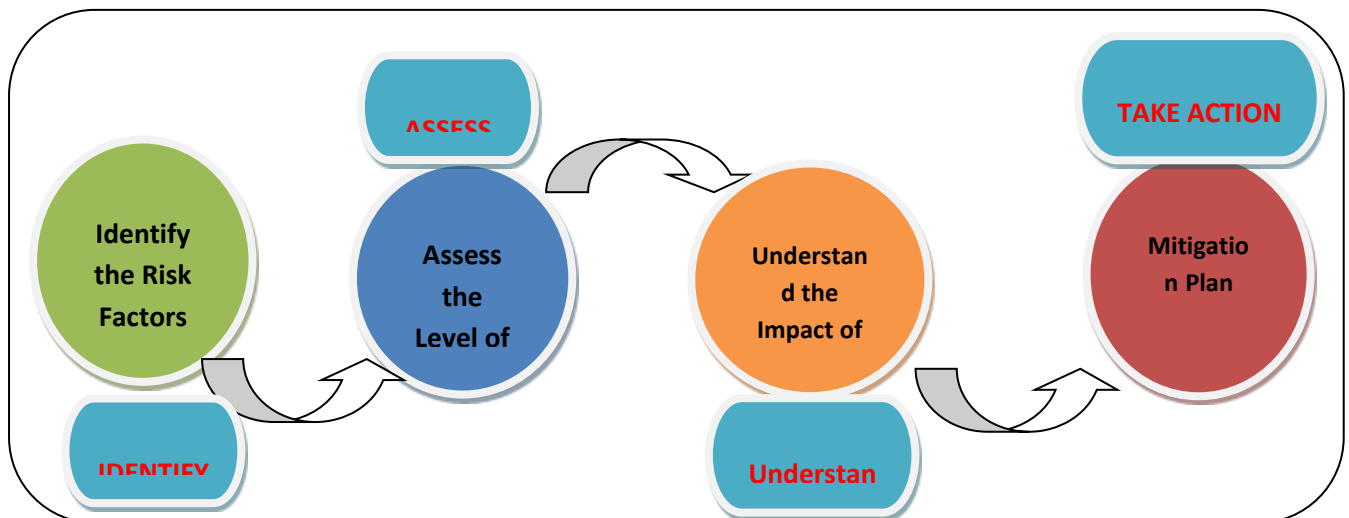 Identify
the Risk
Factors
IDENTIFY
ASSESS
Assess
the
Level of
Understan
d the
Impact of
Understan
TAKE ACTION
Mitigatio
n Plan